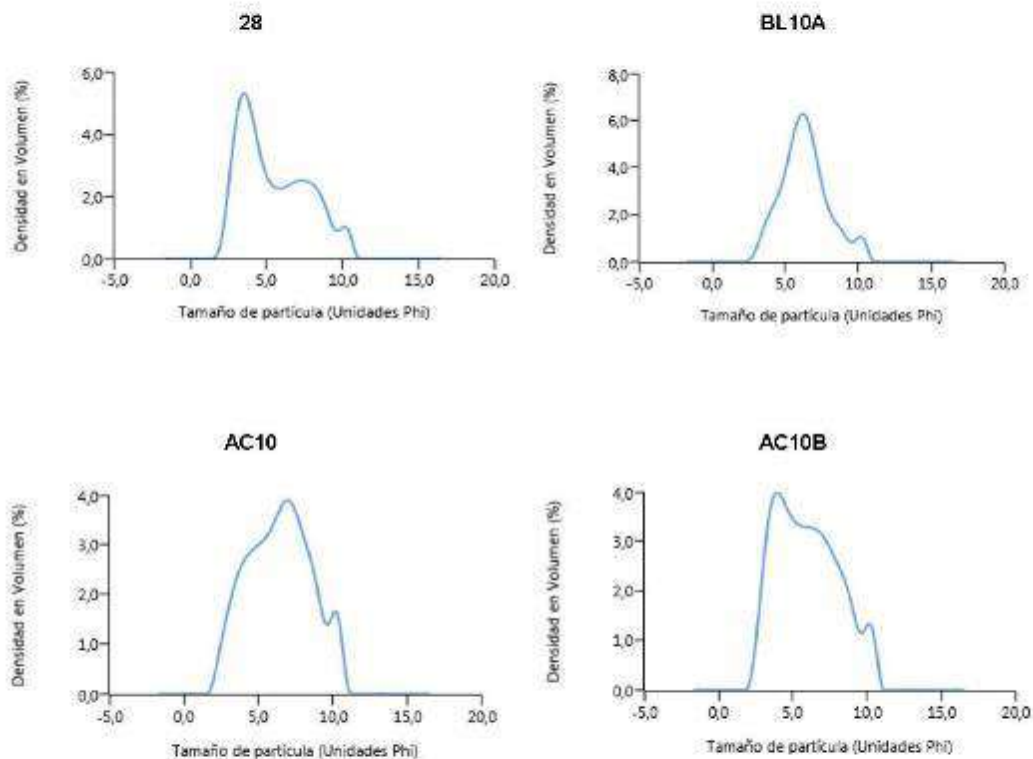 28
Densidad en Volumen (%)
6,0
4,0
2,0
0,0
-5,0 0,0 5,0 10,0 15,0 20,0
Tamaño de partícula (Unidades Phi)
BL10A
Densidad en Volumen (%)
8,0
6,0
4,0
2,0
0,0
-5,0 0,0 5,0 10,0 15,0 20,0
Tamaño de partícula (Unidades Phi)
AC10
Densidad en Volumen (%)
4,0
3,0
2,0
1,0
0,0
-5,0 0,0 5,0 10,0 15,0 20,0
Tamaño de partícula (Unidades Phi)
AC10B
Densidad en Volumen (%)
4,0
3,0
2,0
1,0
0,0
-5,0 0,0 5,0 10,0 15,0 20,0
Tamaño de partícula (Unidades Phi)